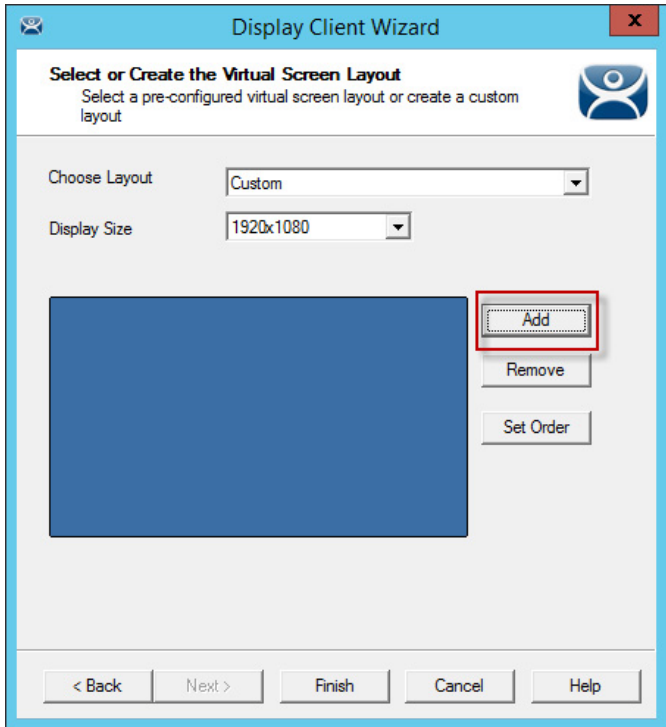 Display Client Wizard
x
Select or Create the Virtual Screen Layout
Select a pre-configured virtual screen layout or create a custom
layout
Choose Layout
Custom
Display Size
1920x1080
Add
Remove
Set Order
< Back
Next >
Finish
Cancel
Help